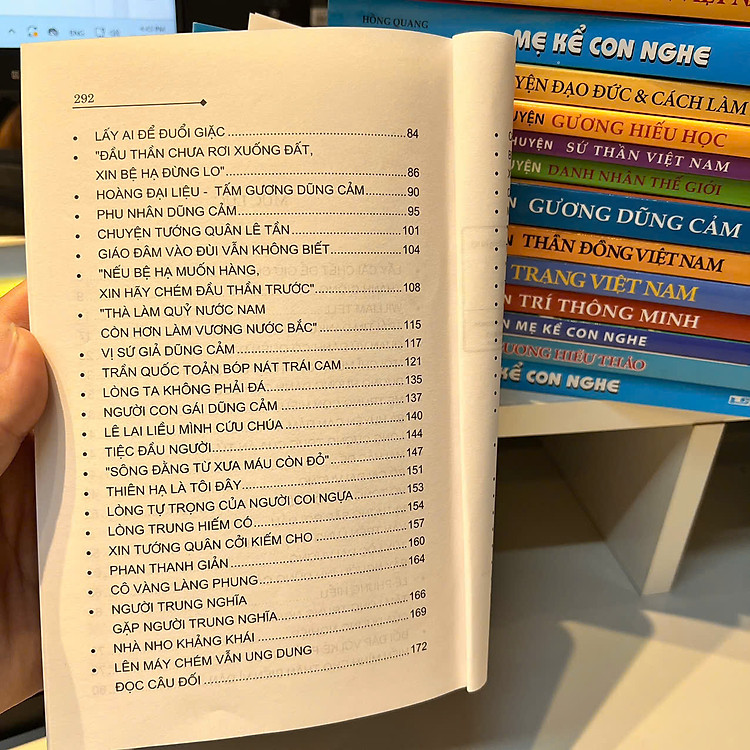 292
• LẤY AI ĐỂ ĐUỔI GIẶC ........ 84
• "ĐẦU THẦN CHƯA RƠI XUỐNG ĐẤT,
XIN BỆ HẠ ĐỪNG LO" ........ 86
• HOÀNG ĐẠI LIỆU - TẤM GƯƠNG DŨNG CẢM ........ 90
• PHU NHÂN DŨNG CẢM ........ 95
• CHUYỆN TƯỚNG QUÂN LÊ TẦN ........ 101
• GIÁO ĐÂM VÀO ĐÙI VẪN KHÔNG BIẾT ........ 104
• "NẾU BỆ HẠ MUỐN HÀNG,
XIN HÃY CHÉM ĐẦU THẦN TRƯỚC" ........ 108
• "THÀ LÀM QUỶ NƯỚC NAM
CÒN HƠN LÀM VƯƠNG NƯỚC BẮC" ........ 115
• VỊ SỨ GIẢ DŨNG CẢM ........ 117
• TRẦN QUỐC TOẢN BÓP NÁT TRÁI CAM ........ 121
• LÒNG TA KHÔNG PHẢI ĐÁ ........ 135
• NGƯỜI CON GÁI DŨNG CẢM ........ 137
• LÊ LAI LIỀU MÌNH CỨU CHÚA ........ 140
• TIỆC ĐẦU NGƯỜI ........ 144
• "SÔNG ĐẰNG TỪ XƯA MÁU CÒN ĐỎ" ........ 147
• THIÊN HẠ LÀ TÔI ĐÂY ........ 151
• LÒNG TỰ TRỌNG CỦA NGƯỜI COI NGỰA ........ 153
• LÒNG TRUNG HIẾM CÓ ........ 154
• XIN TƯỚNG QUÂN CỞI KIẾM CHO ........ 157
• PHAN THANH GIẢN ........ 160
• CÔ VÀNG LÀNG PHUNG ........ 164
• NGƯỜI TRUNG NGHĨA
GẶP NGƯỜI TRUNG NGHĨA ........ 166
• NHÀ NHO KHẢNG KHÁI ........ 169
• LÊN MÁY CHÉM VẪN UNG DUNG
ĐỌC CÂU ĐỐI ........ 172
HỒNG QUANG
MẸ KỂ CON NGHE
ĐẠO ĐỨC & CÁCH LÀM
GƯƠNG HIẾU HỌC
SỨ THẦN VIỆT NAM
DANH NHÂN THẾ GIỚI
GƯƠNG DŨNG CẢM
THẦN ĐỒNG VIỆT NAM
TRẠNG VIỆT NAM
TRÍ THÔNG MINH
MẸ KỂ CON NGHE
GƯƠNG HIẾU THẢO
KỂ CON NGHE